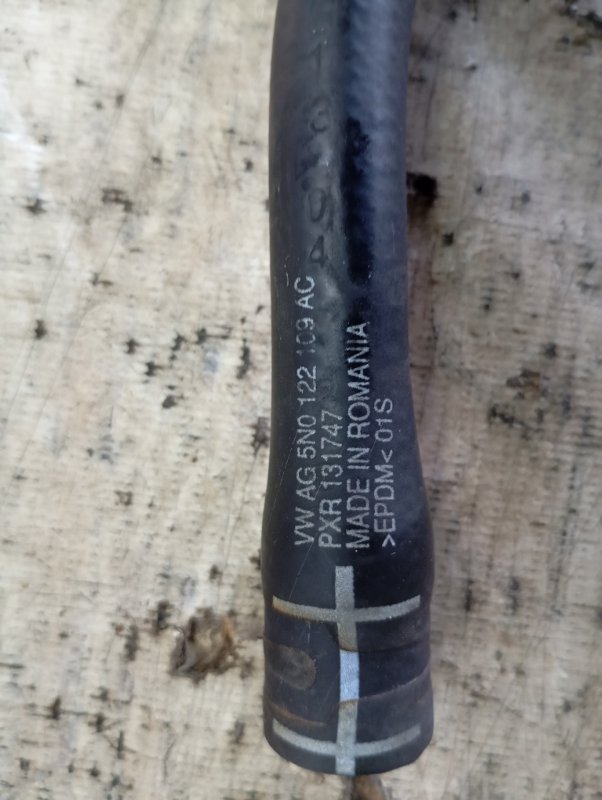 VW AG 5N0 122 109 AC
PXR 131747
MADE IN ROMANIA
>EPDM< 01S